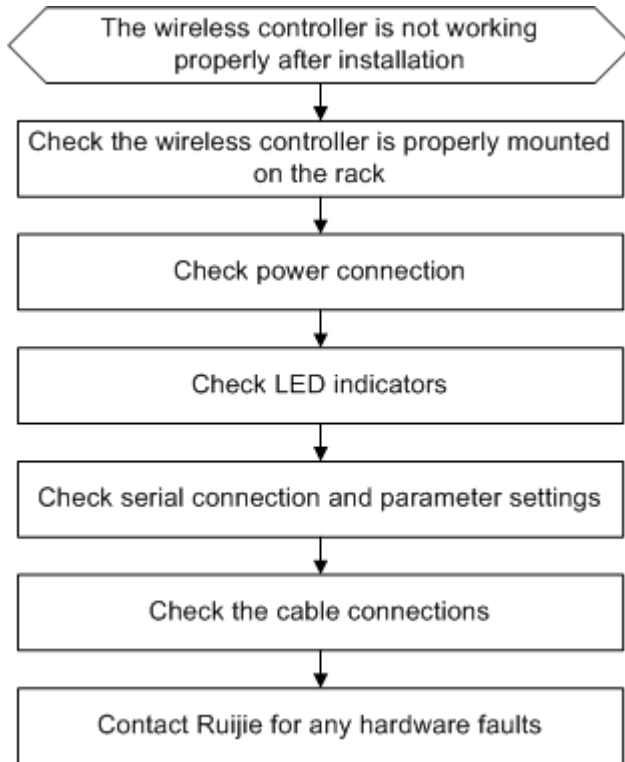 The wireless controller is not working
properly after installation
Check the wireless controller is properly mounted
on the rack
Check power connection
Check LED indicators
Check serial connection and parameter settings
Check the cable connections
Contact Ruijie for any hardware faults